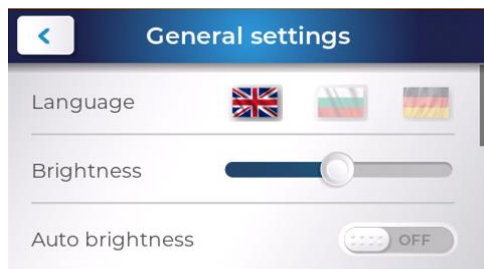 General settings
Language
Brightness
Auto brightness
OFF